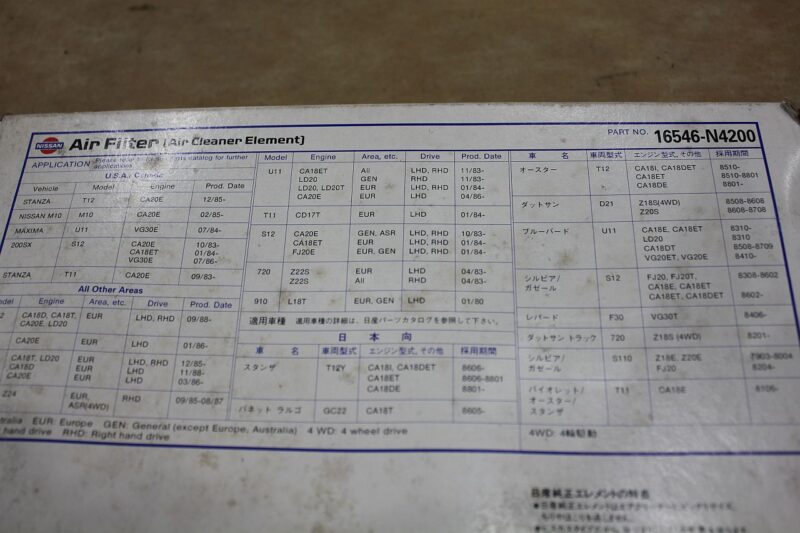 NISSAN Air Filter (Air Cleaner Element)
PART NO. 16546-N4200
APPLICATION Please refer to catalog for further applications
U.S.A.
Vehicle Model Engine Prod. Date
STANZA T12 CA20E 12/85-
NISSAN M10 M10 CA20E 02/85-
MAXIMA U11 VG30E 07/84-
200SX S12 CA20E 10/83-
CA18ET 01/84-
VG30E 07/86-
STANZA T11 CA20E 09/83-
All Other Areas
Engine Area, etc. Drive Prod. Date
CA18D, CA18T, EUR LHD, RHD 09/88-
CA20E, LD20
CA20E EUR LHD 01/86-
CA18T, LD20 EUR LHD, RHD 12/85-
CA18D EUR LHD 11/88-
CA20E EUR LHD 03/86-
Z24 EUR, RHD 09/85-08/87
ASR(4WD)
Model Engine Area, etc. Drive Prod. Date
U11 CA18ET All LHD, RHD 11/83-
LD20 GEN RHD 11/83-
LD20, LD20T EUR LHD, RHD 01/84-
CA20E EUR LHD 04/86-
T11 CD17T EUR LHD, RHD 01/84-
S12 CA20E GEN, ASR LHD, RHD 10/83-
CA18ET EUR LHD, RHD 01/84-
FJ20E EUR, GEN LHD, RHD 01/84-
720 Z22S EUR LHD 04/83-
Z22S All RHD 04/83-
910 L18T EUR, GEN LHD 01/80
適用車種 適用車種の詳細は、日産パーツカタログを参照して下さい。
日本向
車名 車両型式 エンジン型式、その他 採用期間
スタンザ T12Y CA18I, CA18DET 8606-
CA18ET 8606-8801
CA18DE 8801-
バネット ラルゴ GC22 CA18T 8605-
車名 車両型式 エンジン型式、その他 採用期間
オースター T12 CA18I, CA18DET 8510-
CA18ET 8510-8801
CA18DE 8801-
ダットサン D21 Z18S(4WD) 8508-8608
Z20S 8608-8708
ブルーバード U11 CA18E, CA18ET 8310-
LD20 8310
CA18DT 8508-8709
VG20ET, VG20E 8410-
シルビア/ S12 FJ20, FJ20T, 8308-8602
ガゼール CA18E, CA18ET
CA18ET, CA18DET 8602-
レパード F30 VG30T 8406-
ダットサン トラック 720 Z18S (4WD) 8201-
シルビア/ S110 Z18E, Z20E 7903-8004
ガゼール FJ20 8204-
バイオレット/ T11 CA18E 8106-
オースター/
スタンザ
EUR: Europe GEN: General (except Europe, Australia) 4 WD: 4 wheel drive
hand drive RHD: Right hand drive
4WD: 4輪駆動
日産純正エレメントの特長